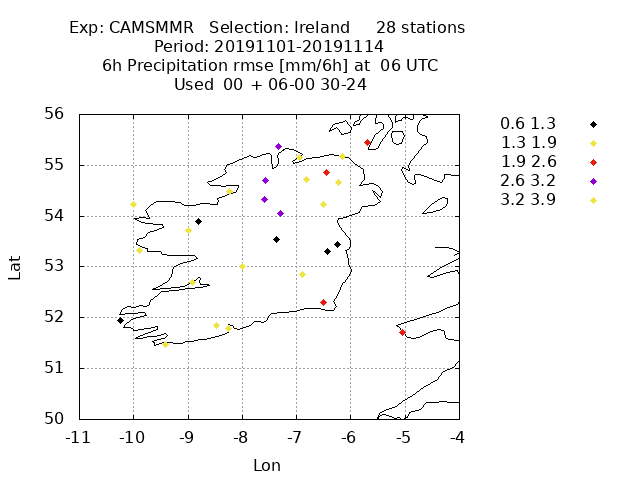 Exp: CAMSMMR   Selection: Ireland     28 stations
Period: 20191101-20191114
6h Precipitation rmse [mm/6h] at  06 UTC
Used  00  + 06-00 30-24
0.6 1.3
1.3 1.9
1.9 2.6
2.6 3.2
3.2 3.9
56
55
54
53
52
51
50
Lat
-11 -10 -9 -8 -7 -6 -5 -4
Lon